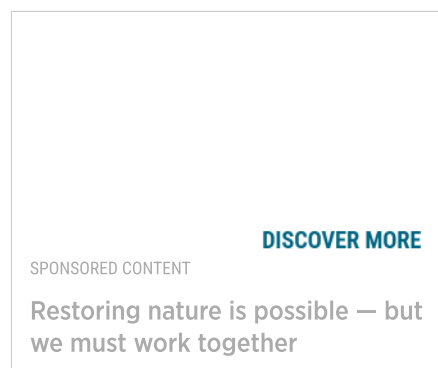 DISCOVER MORE
SPONSORED CONTENT
Restoring nature is possible — but
we must work together